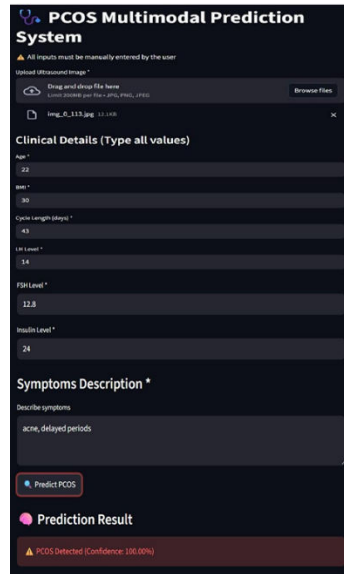 🩺 PCOS Multimodal Prediction
System
⚠️ All inputs must be manually entered by the user
Upload Ultrasound Image *
Drag and drop file here
Limit 200MB per file • JPG, PNG, JPEG
Browse files
img_0_113.jpg 12.1KB
Clinical Details (Type all values)
Age *
22
BMI *
30
Cycle Length (days) *
43
LH Level *
14
FSH Level *
12.8
Insulin Level *
24
Symptoms Description *
Describe symptoms
acne, delayed periods
🔍 Predict PCOS
🧠 Prediction Result
⚠️ PCOS Detected (Confidence: 100.00%)